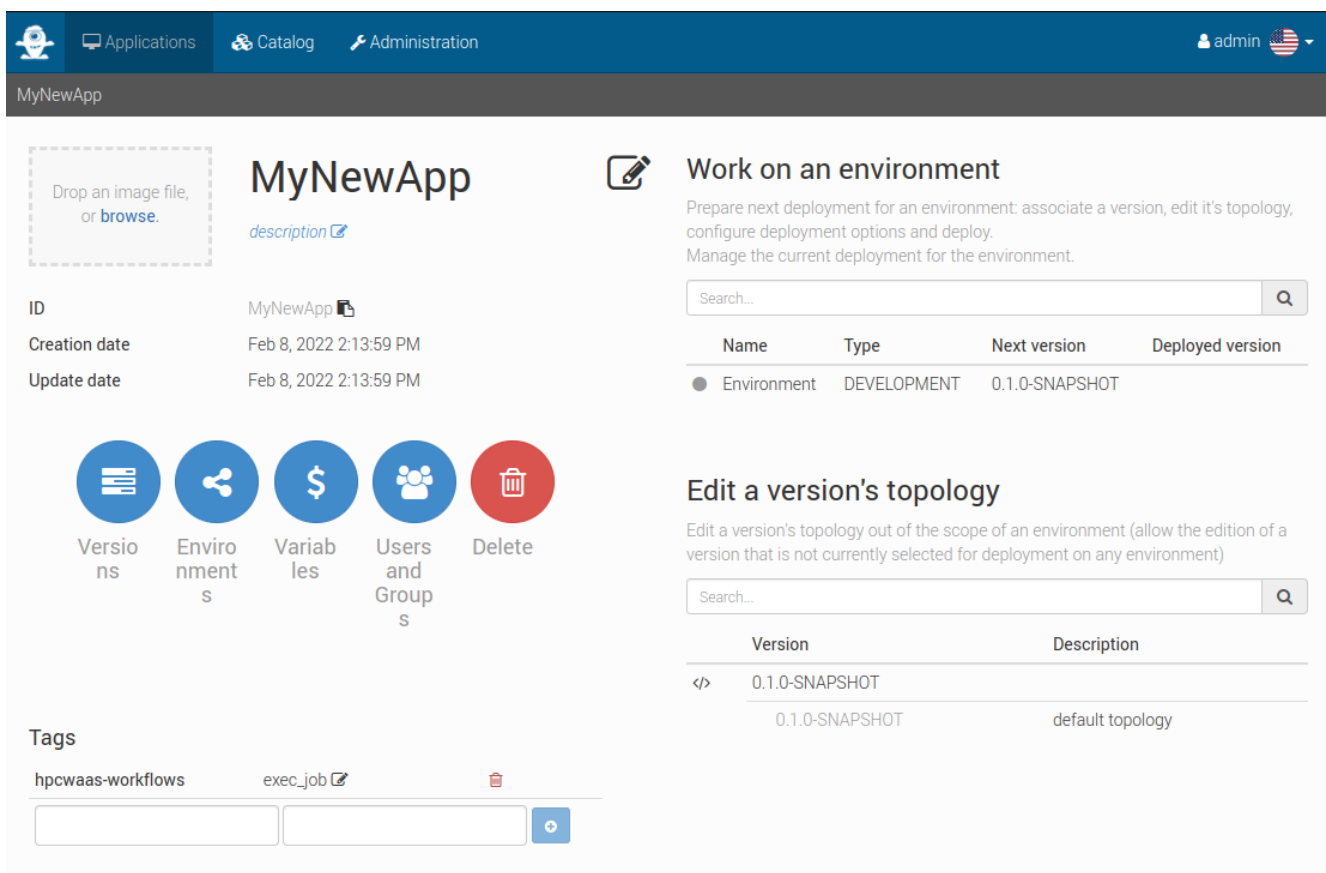 Applications Catalog Administration admin
MyNewApp
Drop an image file,
or browse.
MyNewApp
description
ID MyNewApp
Creation date Feb 8, 2022 2:13:59 PM
Update date Feb 8, 2022 2:13:59 PM
Versio
ns
Enviro
nment
s
Variab
les
Users
and
Group
s
Delete
Tags
hpcwaas-workflows exec_job
Work on an environment
Prepare next deployment for an environment: associate a version, edit it's topology,
configure deployment options and deploy.
Manage the current deployment for the environment.
Search...
Name Type Next version Deployed version
Environment DEVELOPMENT 0.1.0-SNAPSHOT
Edit a version's topology
Edit a version's topology out of the scope of an environment (allow the edition of a
version that is not currently selected for deployment on any environment)
Search...
Version Description
</> 0.1.0-SNAPSHOT
0.1.0-SNAPSHOT default topology